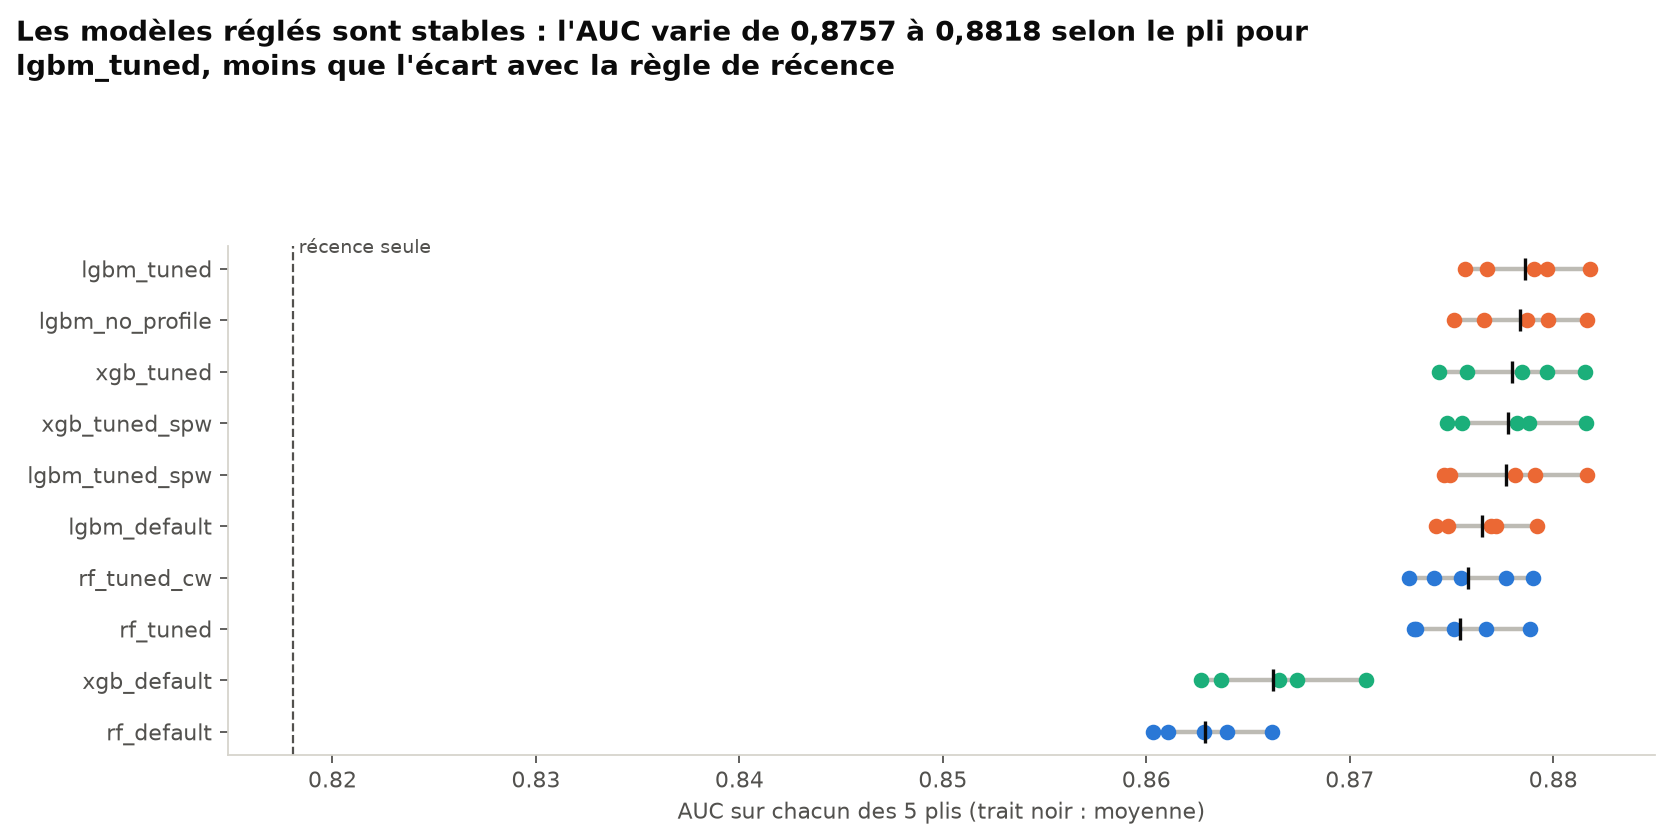 Les modèles réglés sont stables : l'AUC varie de 0,8757 à 0,8818 selon le pli pour
lgbm_tuned, moins que l'écart avec la règle de récence
récence seule
lgbm_tuned
lgbm_no_profile
xgb_tuned
xgb_tuned_spw
lgbm_tuned_spw
lgbm_default
rf_tuned_cw
rf_tuned
xgb_default
rf_default
0.82 0.83 0.84 0.85 0.86 0.87 0.88
AUC sur chacun des 5 plis (trait noir : moyenne)